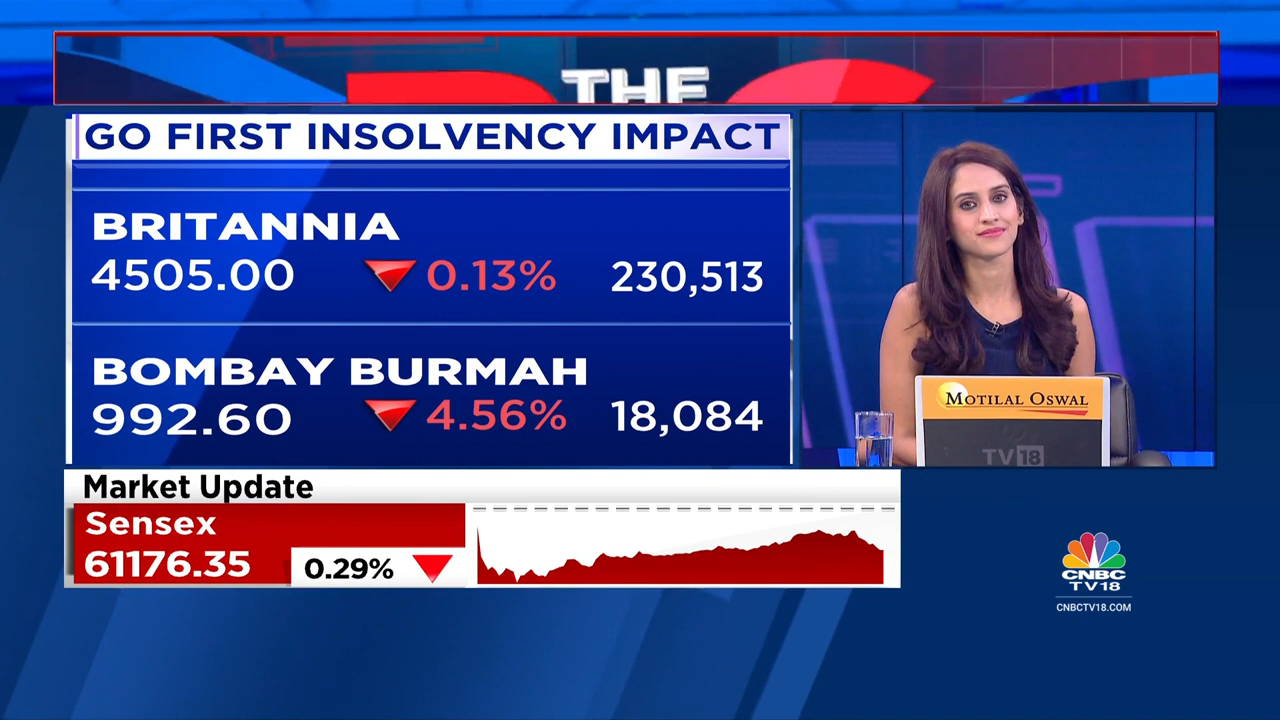 THE
GO FIRST INSOLVENCY IMPACT
BRITANNIA
4505.00 0.13% 230,513
BOMBAY BURMAH
992.60 4.56% 18,084
MOTILAL OSWAL
TV18
Market Update
Sensex
61176.35 0.29%
CNBC
TV18
CNBCTV18.COM